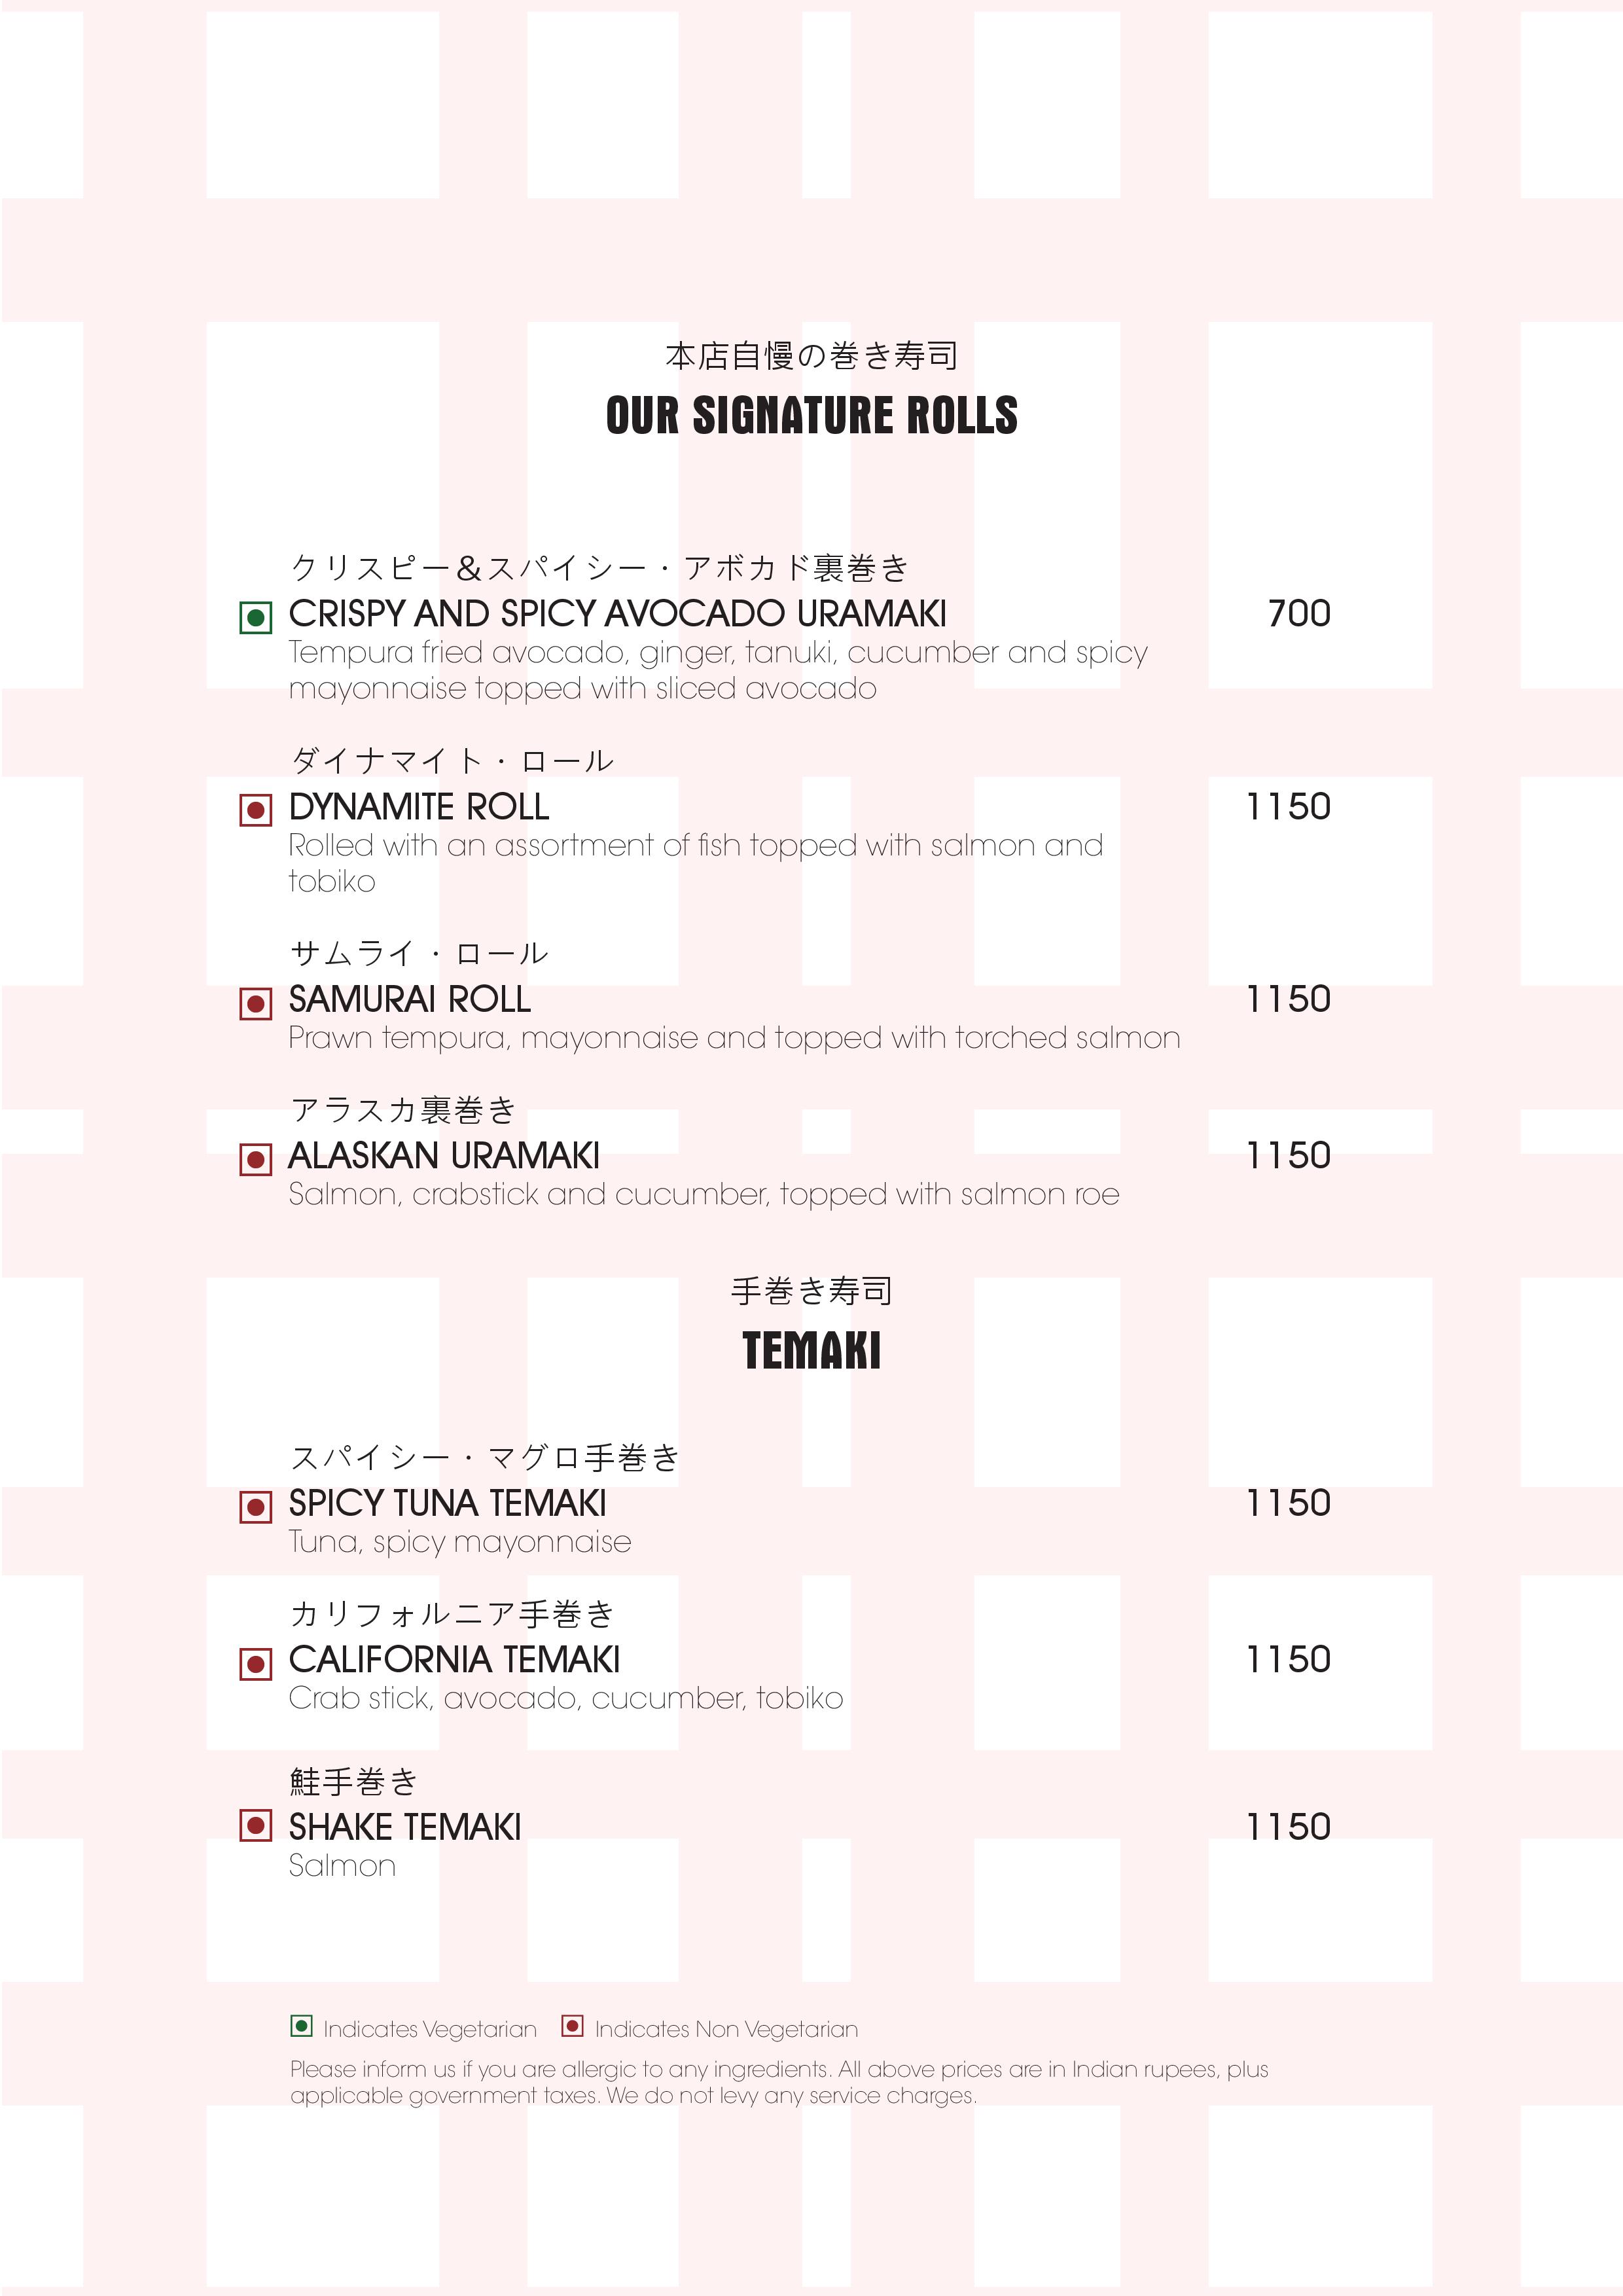 本店自慢の巻き寿司
OUR SIGNATURE ROLLS
クリスピー&スパイシー・アボカド裏巻き
CRISPY AND SPICY AVOCADO URAMAKI 700
Tempura fried avocado, ginger, tanuki, cucumber and spicy
mayonnaise topped with sliced avocado
ダイナマイト・ロール
DYNAMITE ROLL 1150
Rolled with an assortment of fish topped with salmon and
tobiko
サムライ・ロール
SAMURAI ROLL 1150
Prawn tempura, mayonnaise and topped with torched salmon
アラスカ裏巻き
ALASKAN URAMAKI 1150
Salmon, crabstick and cucumber, topped with salmon roe
手巻き寿司
TEMAKI
スパイシー・マグロ手巻き
SPICY TUNA TEMAKI 1150
Tuna, spicy mayonnaise
カリフォルニア手巻き
CALIFORNIA TEMAKI 1150
Crab stick, avocado, cucumber, tobiko
鮭手巻き
SHAKE TEMAKI 1150
Salmon
Indicates Vegetarian Indicates Non Vegetarian
Please inform us if you are allergic to any ingredients. All above prices are in Indian rupees, plus
applicable government taxes. We do not levy any service charges.